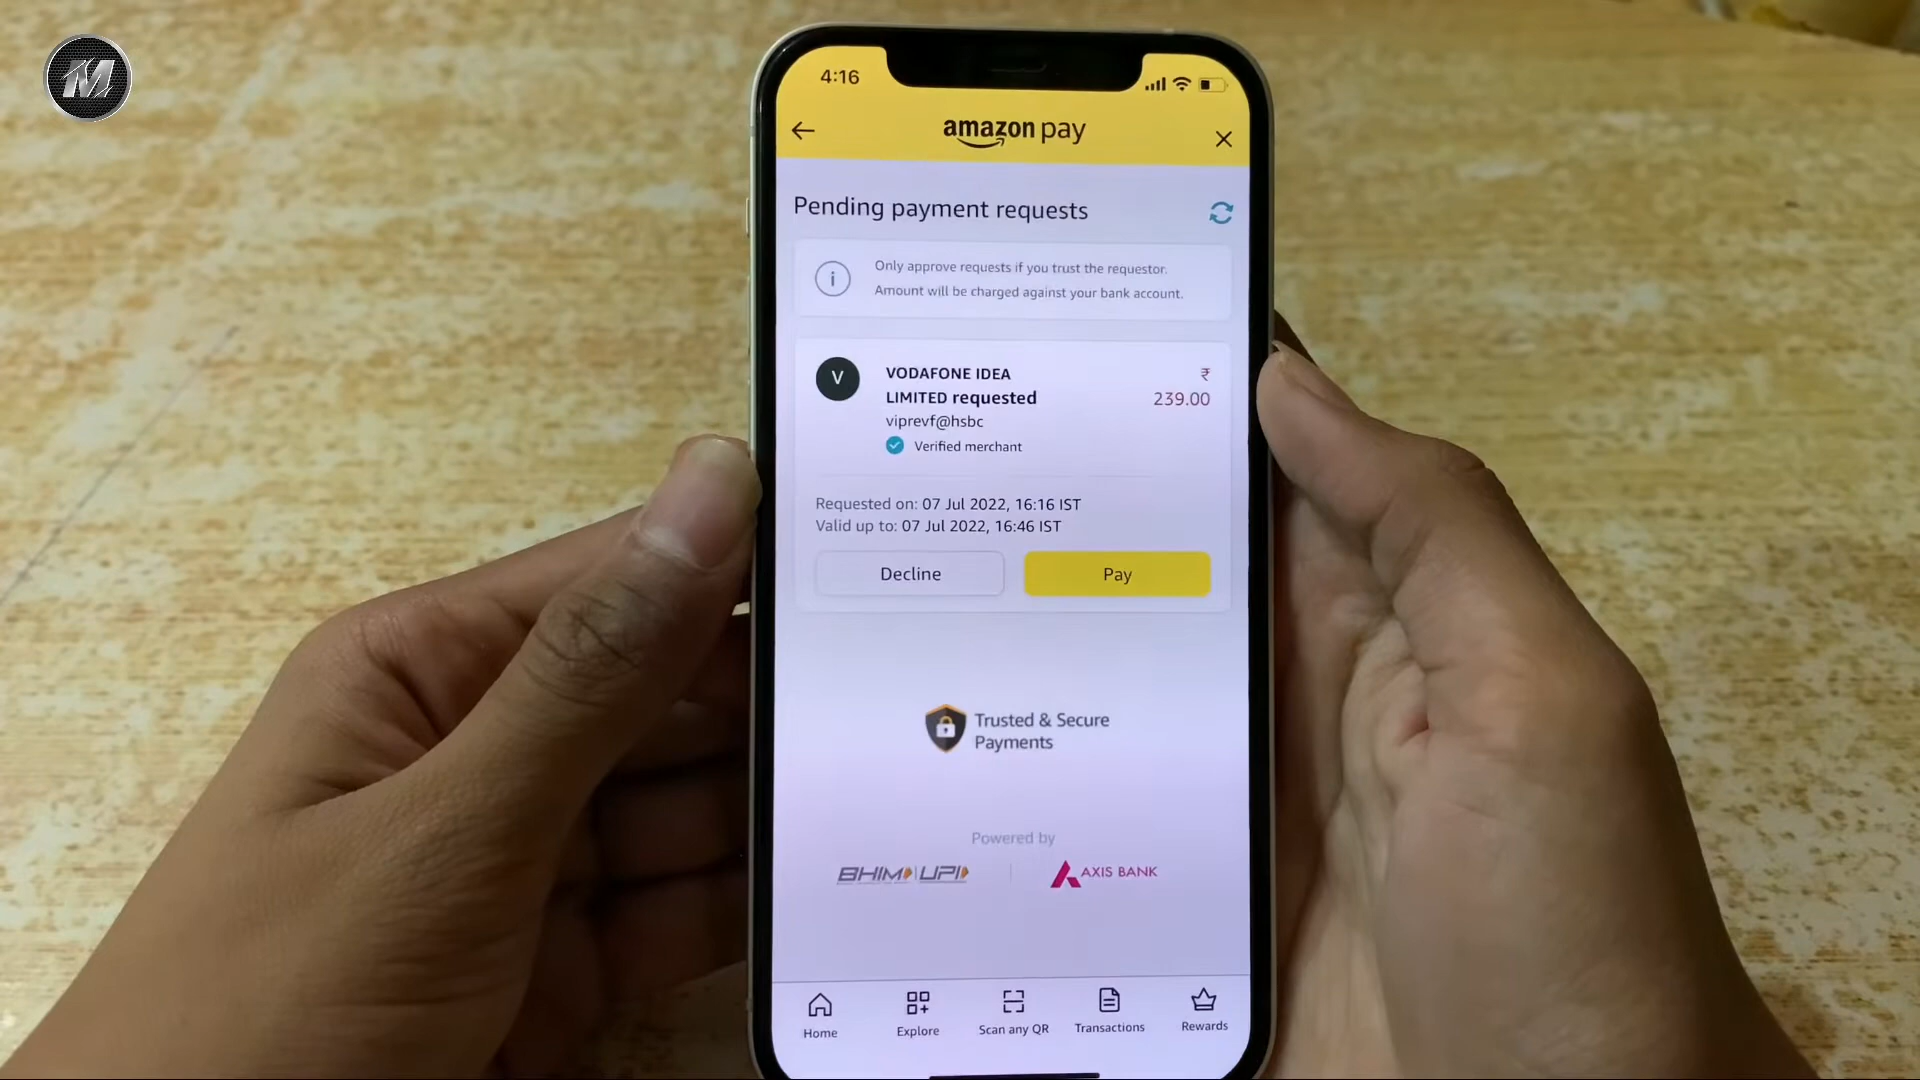 M
4:16
amazon pay
Pending payment requests
i
Only approve requests if you trust the requestor.
Amount will be charged against your bank account.
V
VODAFONE IDEA
LIMITED requested
₹
239.00
viprevf@hsbc
Verified merchant
Requested on: 07 Jul 2022, 16:16 IST
Valid up to: 07 Jul 2022, 16:46 IST
Decline
Pay
Trusted & Secure
Payments
Powered by
BHIM UPI
AXIS BANK
Home
Explore
Scan any QR
Transactions
Rewards